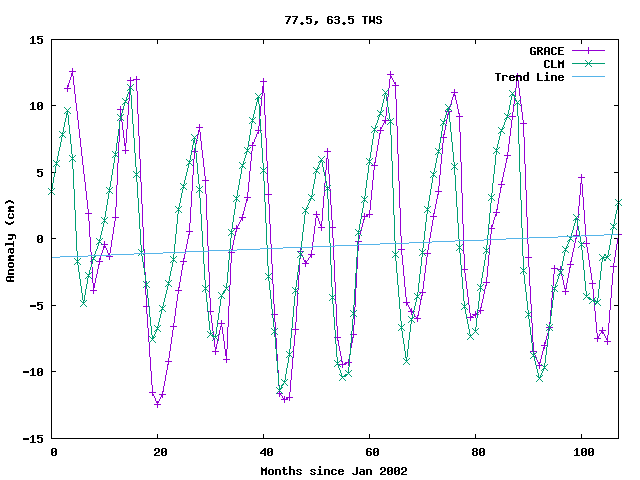 77.5, 63.5 TWS
GRACE
CLM
Trend Line
15
10
5
0
-5
-10
-15
Anomaly (cm)
0 20 40 60 80 100
Months since Jan 2002